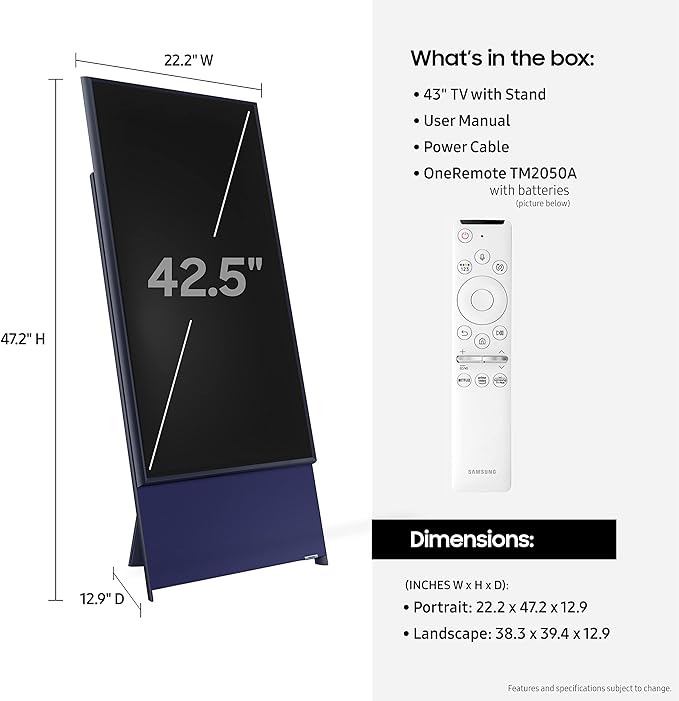 22.2" W
42.5"
47.2" H
12.9" D
What's in the box:
• 43" TV with Stand
• User Manual
• Power Cable
• OneRemote TM2050A
with batteries
(picture below)
123
NETFLIX
SAMSUNG
Dimensions:
(INCHES W x H x D):
• Portrait: 22.2 x 47.2 x 12.9
• Landscape: 38.3 x 39.4 x 12.9
Features and specifications subject to change.